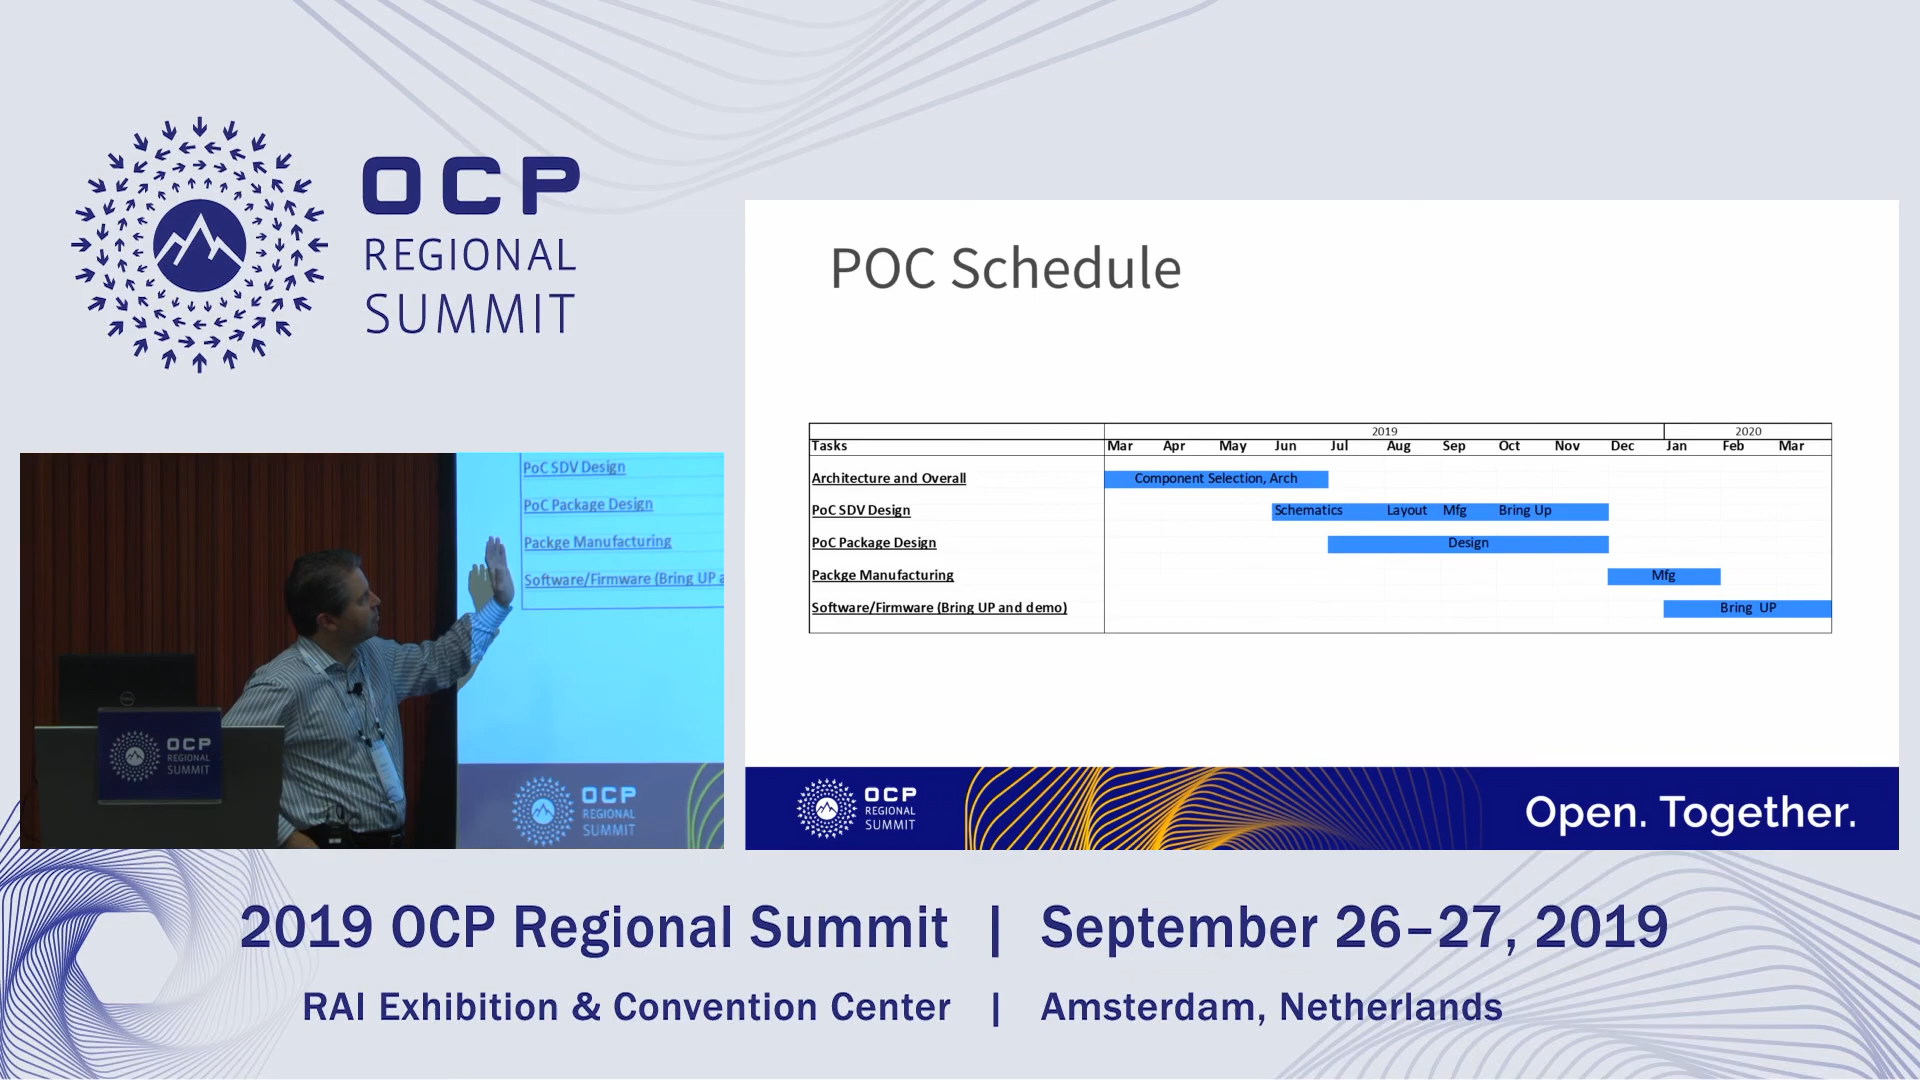 OCP
REGIONAL
SUMMIT
POC Schedule
2019 2020
Tasks Mar Apr May Jun Jul Aug Sep Oct Nov Dec Jan Feb Mar
Architecture and Overall Component Selection, Arch
PoC SDV Design Schematics Layout Mfg Bring Up
PoC Package Design Design
Packge Manufacturing Mfg
Software/Firmware (Bring UP and demo) Bring UP
OCP
REGIONAL
SUMMIT
Open. Together.
PoC SDV Design
PoC Package Design
Packge Manufacturing
Software/Firmware (Bring UP a
OCP
REGIONAL
SUMMIT
OCP
REGIONAL
SUMMIT
2019 OCP Regional Summit | September 26–27, 2019
RAI Exhibition & Convention Center | Amsterdam, Netherlands